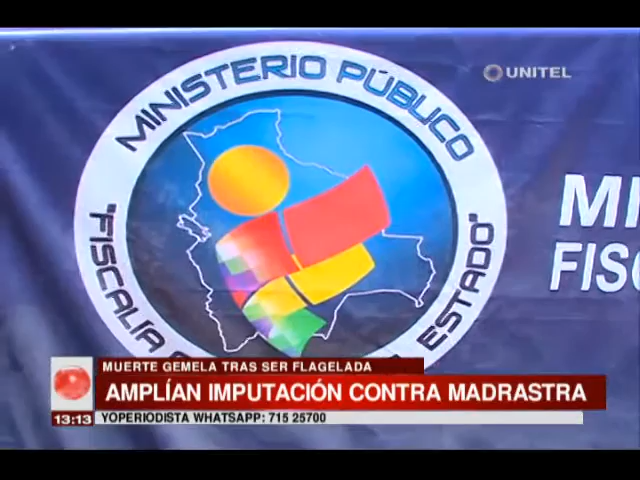 UNITEL
MINISTERIO PÚBLICO
MI
FISC
"FISCALÍA
ESTADO"
MUERTE GEMELA TRAS SER FLAGELADA
AMPLÍAN IMPUTACIÓN CONTRA MADRASTRA
13:13 YOPERIODISTA WHATSAPP: 715 25700